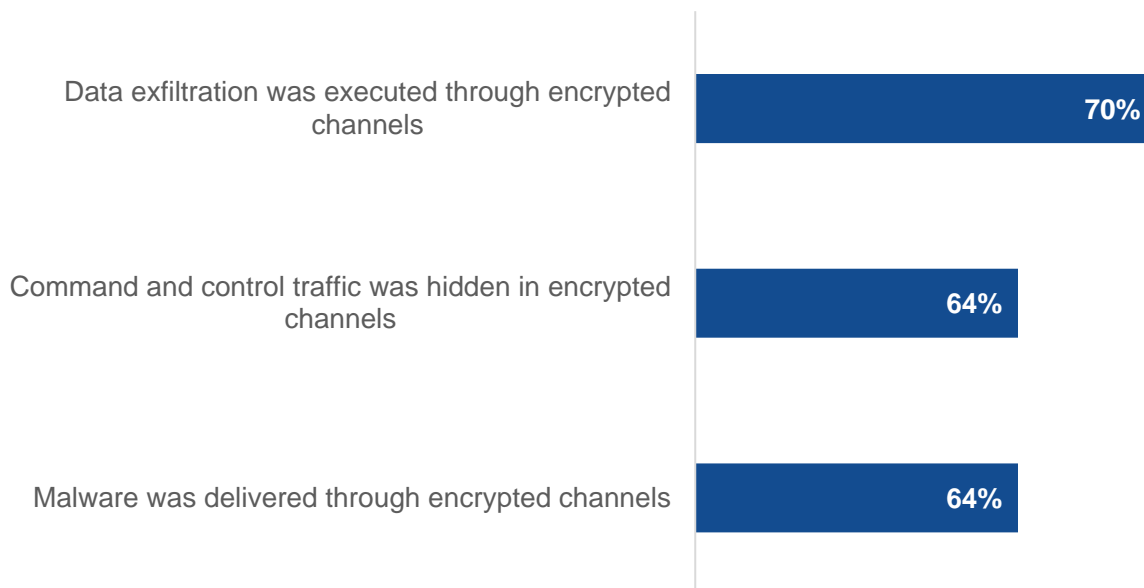 Data exfiltration was executed through encrypted
channels
70%
Command and control traffic was hidden in encrypted
channels
64%
Malware was delivered through encrypted channels
64%